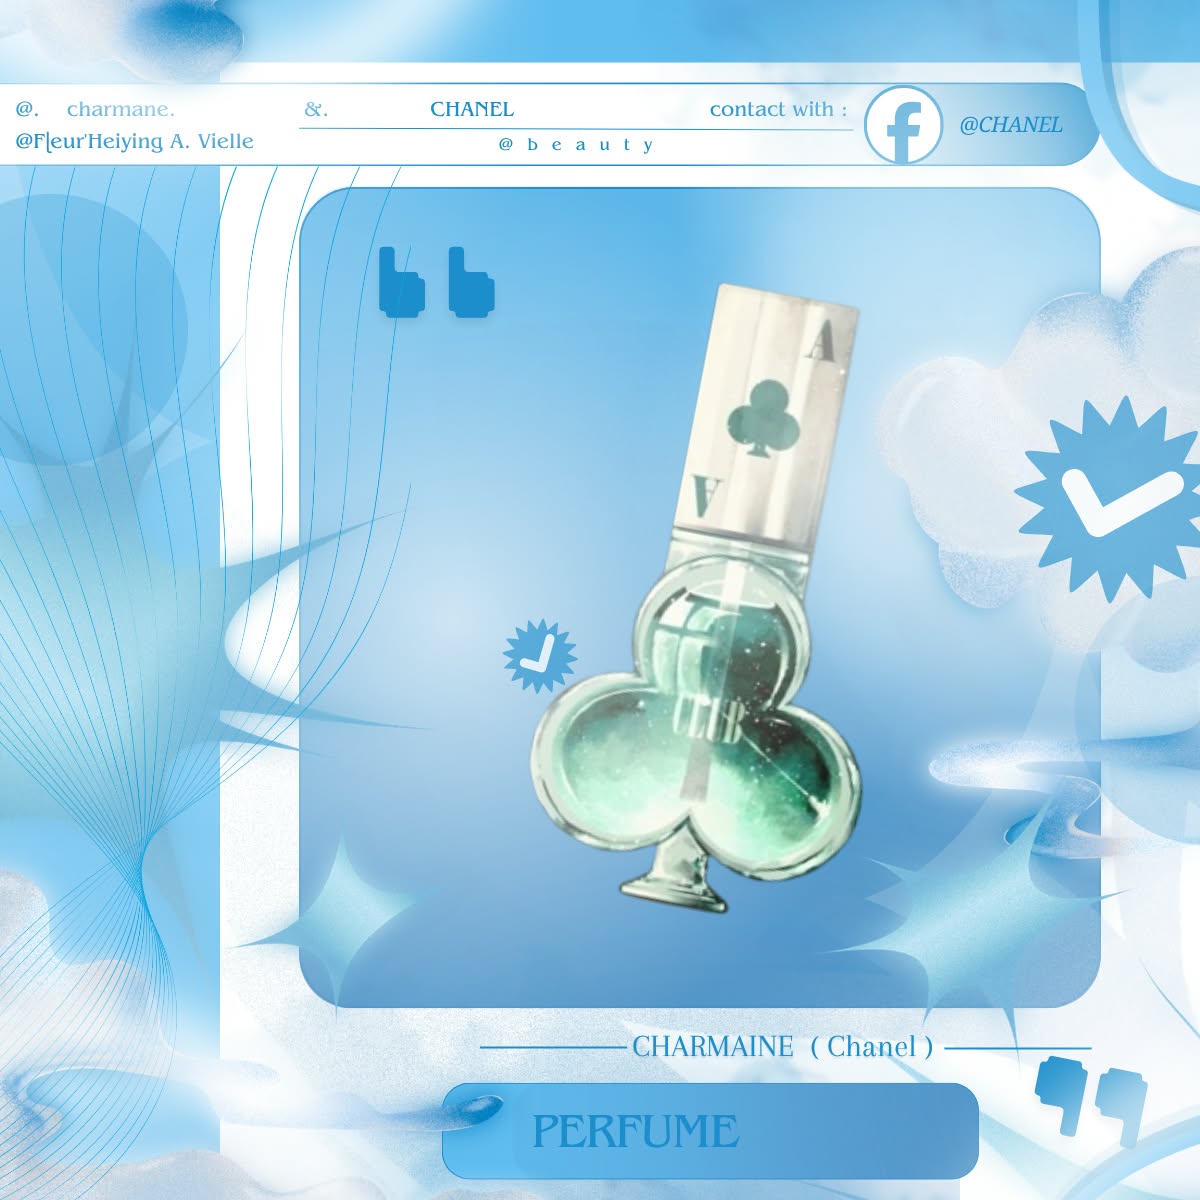 @. charmane. &. CHANEL contact with :
@Fleur'Heiying A. Vielle
@ b e a u t y
@CHANEL
A
A
CHARMAINE ( Chanel )
PERFUME